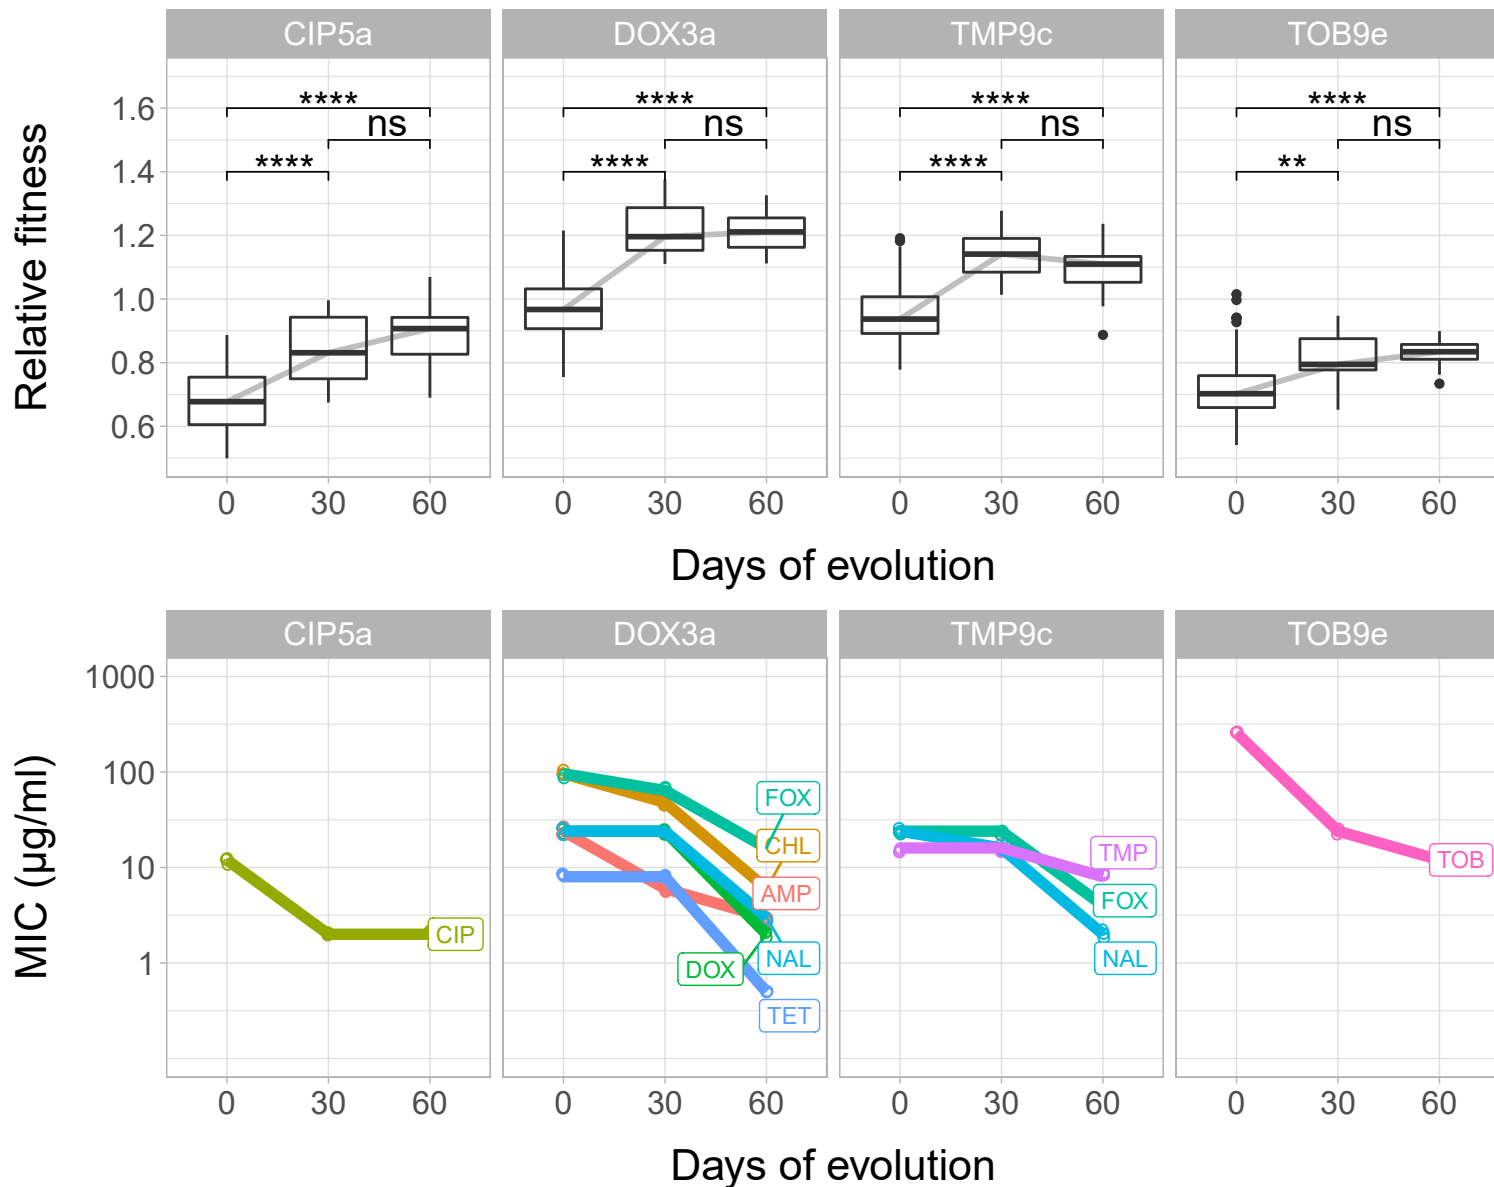 CIP5a DOX3a TMP9c TOB9e
Relative fitness
1.6 **** **** **** ****
ns ns ns ns
1.4 **** **** **** **
1.2
1.0
0.8
0.6
0 30 60 0 30 60 0 30 60 0 30 60
Days of evolution
CIP5a DOX3a TMP9c TOB9e
MIC (µg/ml)
1000
100
FOX
CHL TMP TOB
10
AMP FOX
CIP NAL NAL
1 DOX
TET
0 30 60 0 30 60 0 30 60 0 30 60
Days of evolution